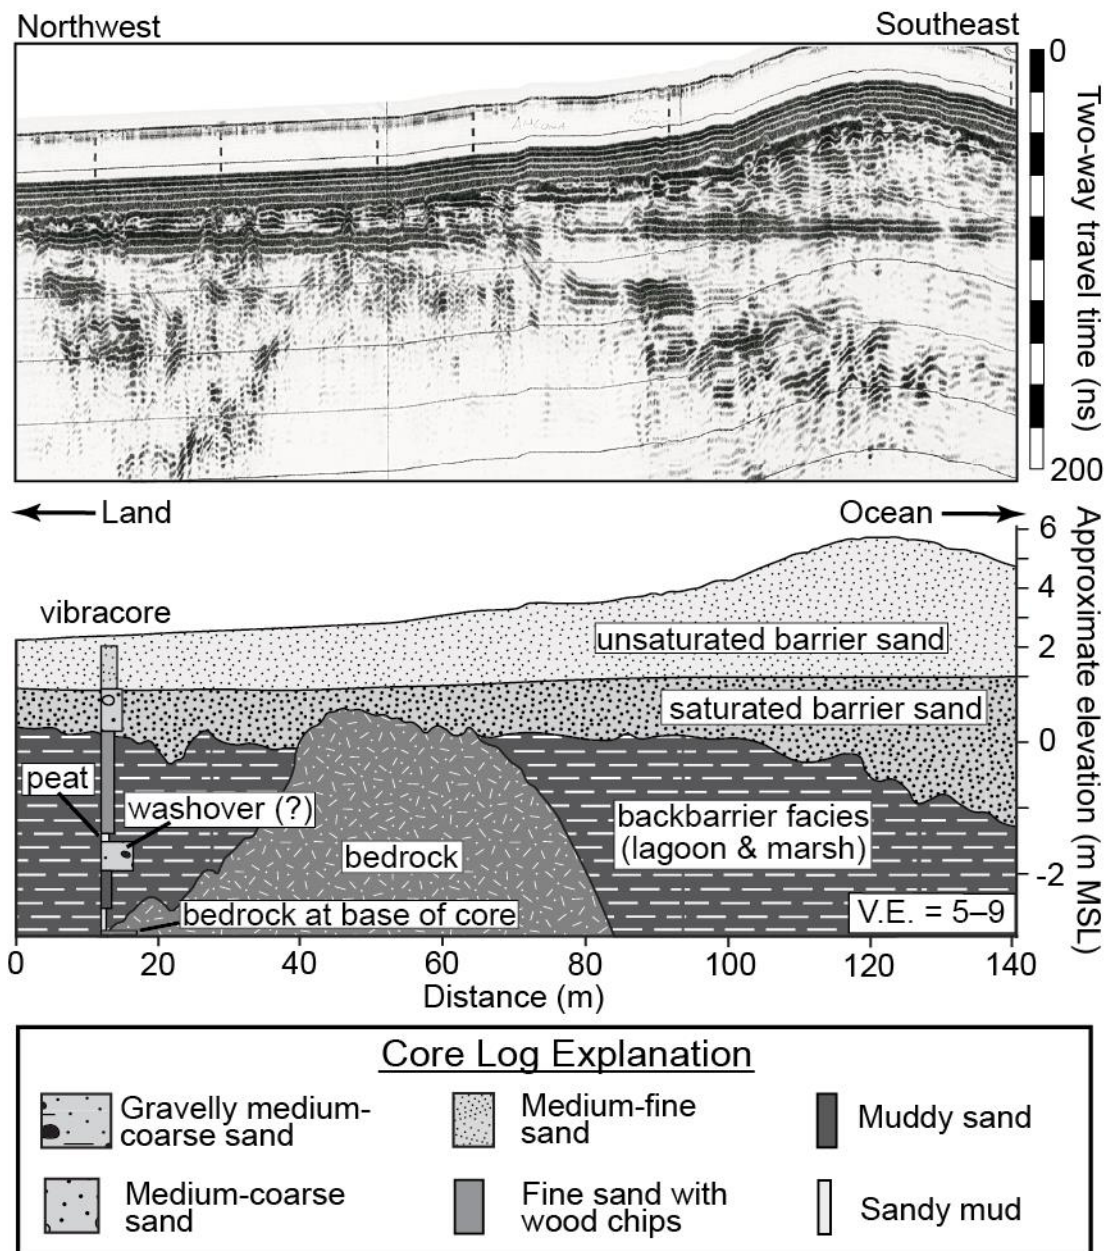 Northwest
Southeast
0
Two-way travel time (ns)
200
Land
Ocean
Approximate elevation (m MSL)
6
4
2
0
-2
vibracore
unsaturated barrier sand
saturated barrier sand
peat
washover (?)
backbarrier facies
(lagoon & marsh)
bedrock
bedrock at base of core
V.E. = 5–9
0 20 40 60 80 100 120 140
Distance (m)
Core Log Explanation
Gravelly medium-
coarse sand
Medium-fine
sand
Muddy sand
Medium-coarse
sand
Fine sand with
wood chips
Sandy mud